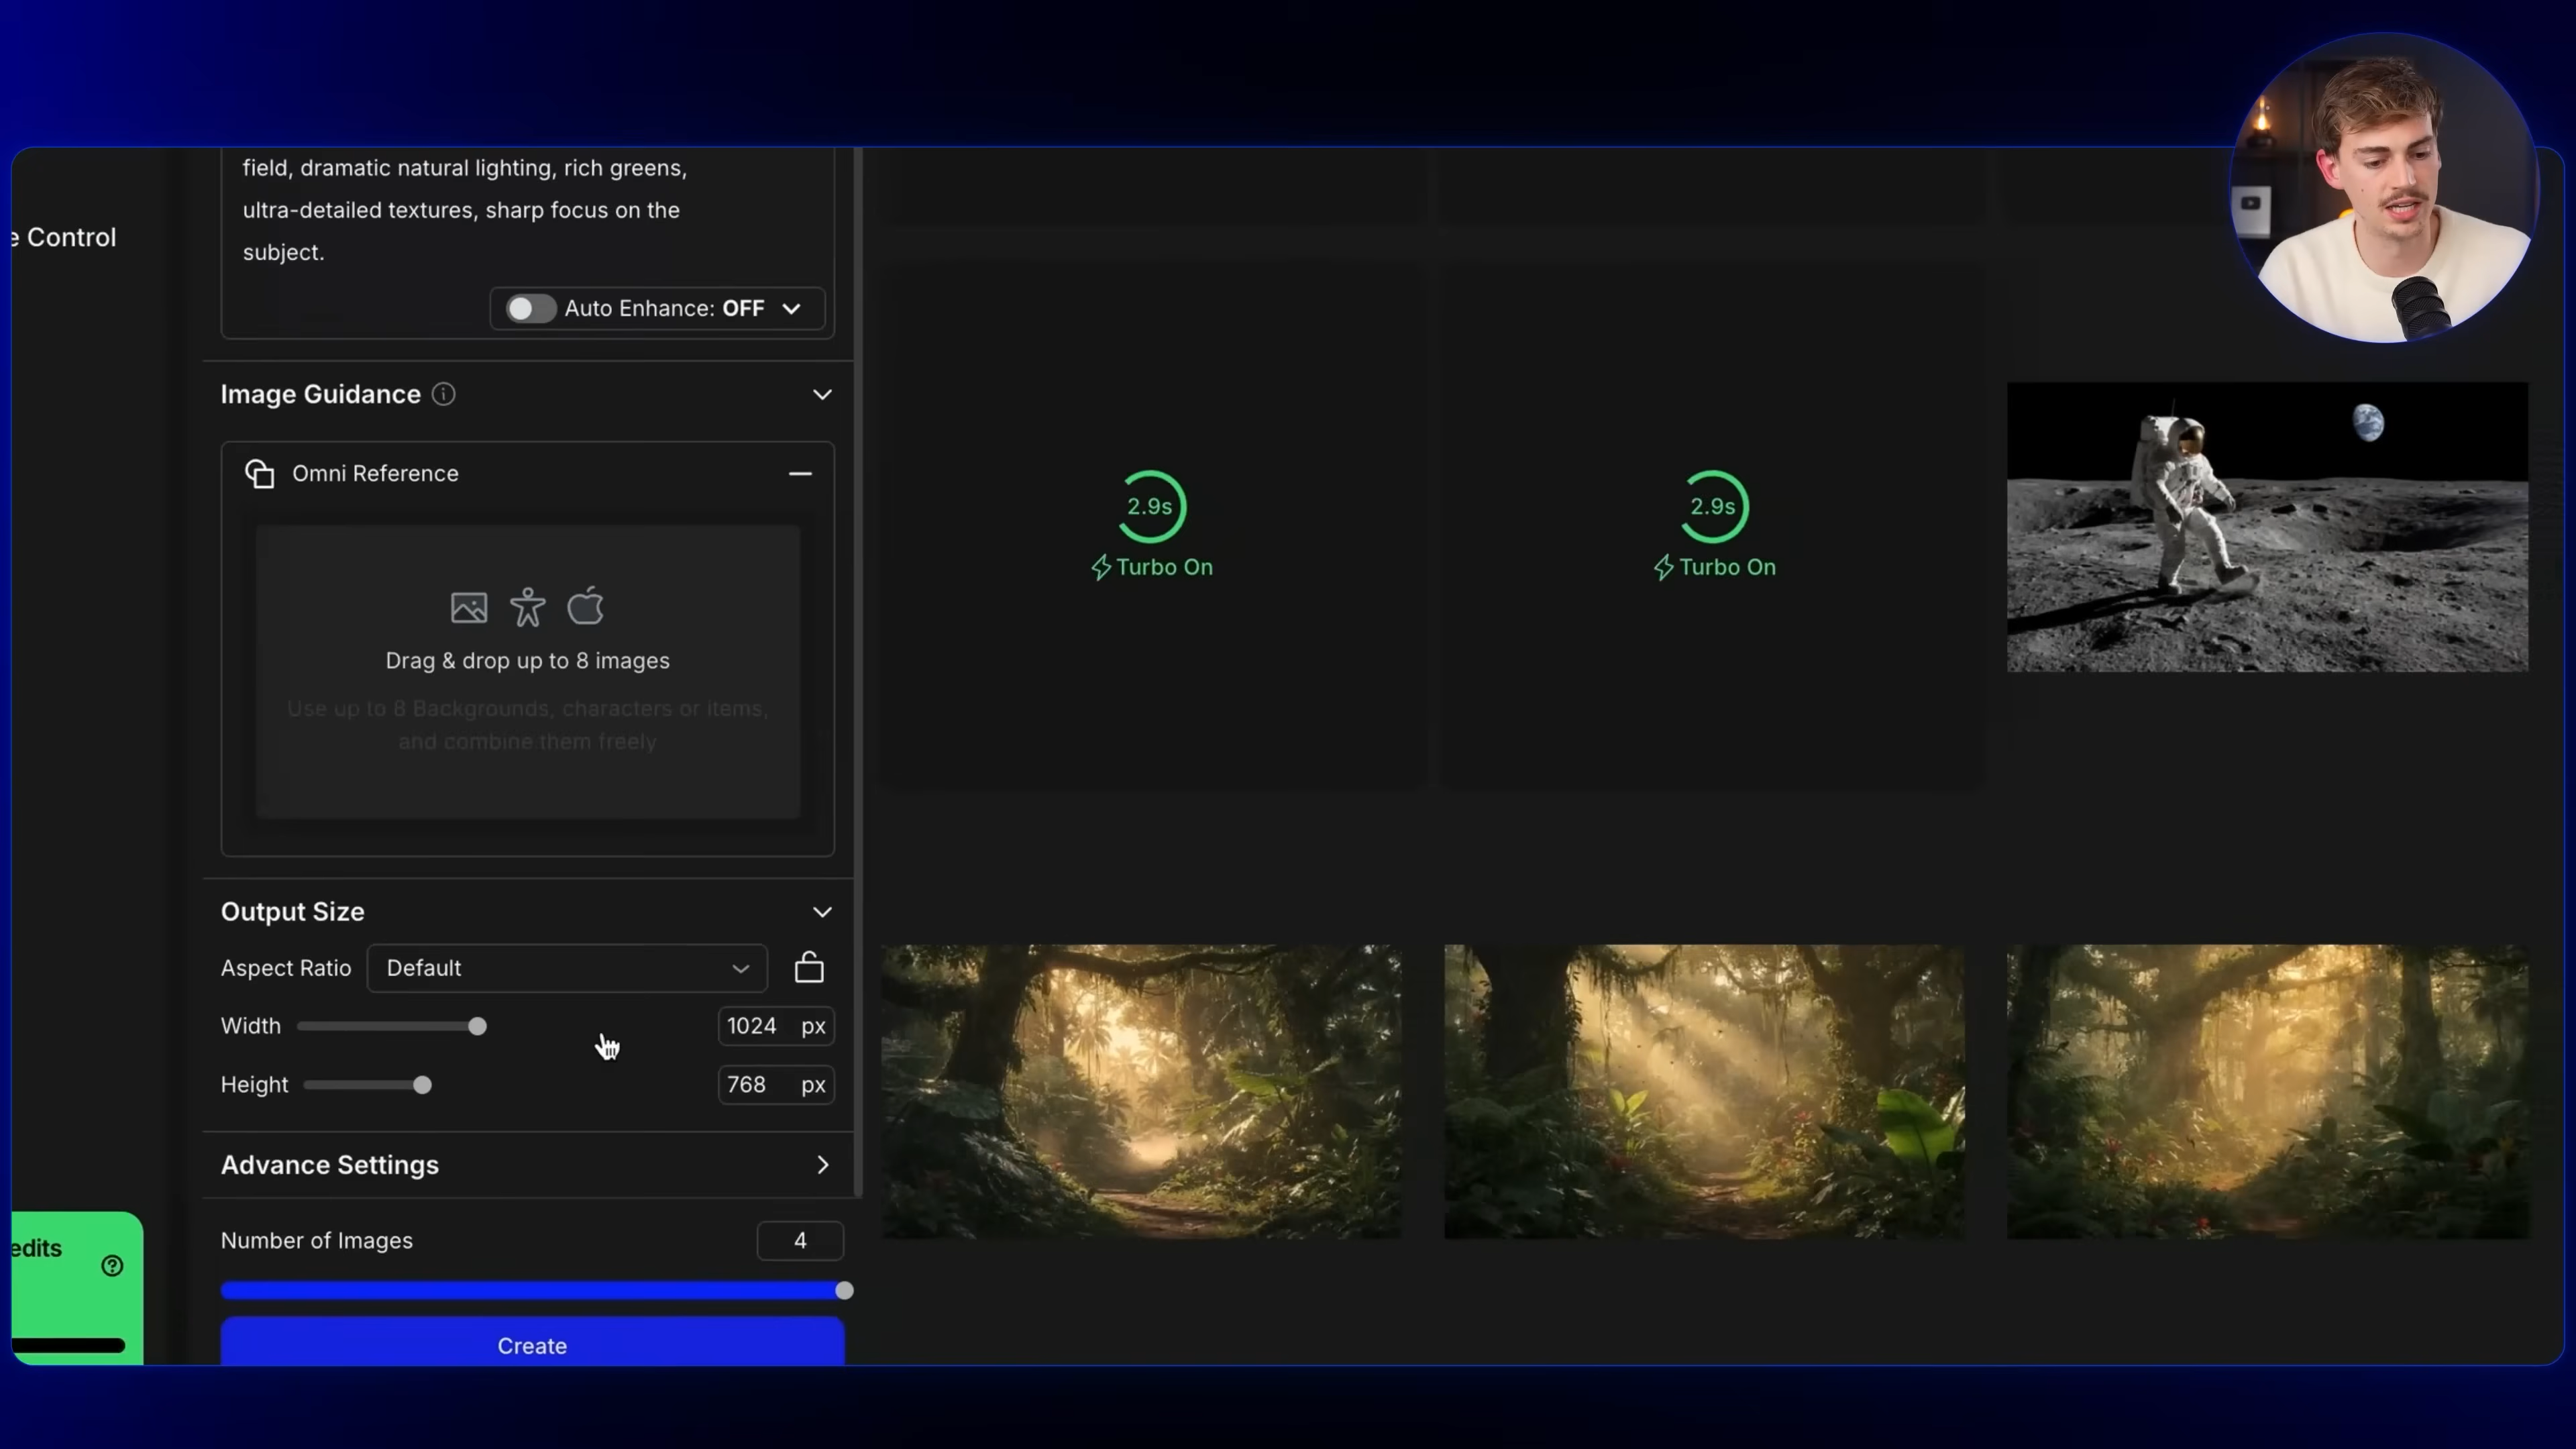 e Control
field, dramatic natural lighting, rich greens,
ultra-detailed textures, sharp focus on the
subject.
Auto Enhance: OFF
Image Guidance
Omni Reference
Drag & drop up to 8 images
Use up to 8 Backgrounds, characters or items,
and combine them freely
Output Size
Aspect Ratio Default
Width 1024 px
Height 768 px
Advance Settings
Number of Images 4
Create
edits
2.9s
Turbo On
2.9s
Turbo On